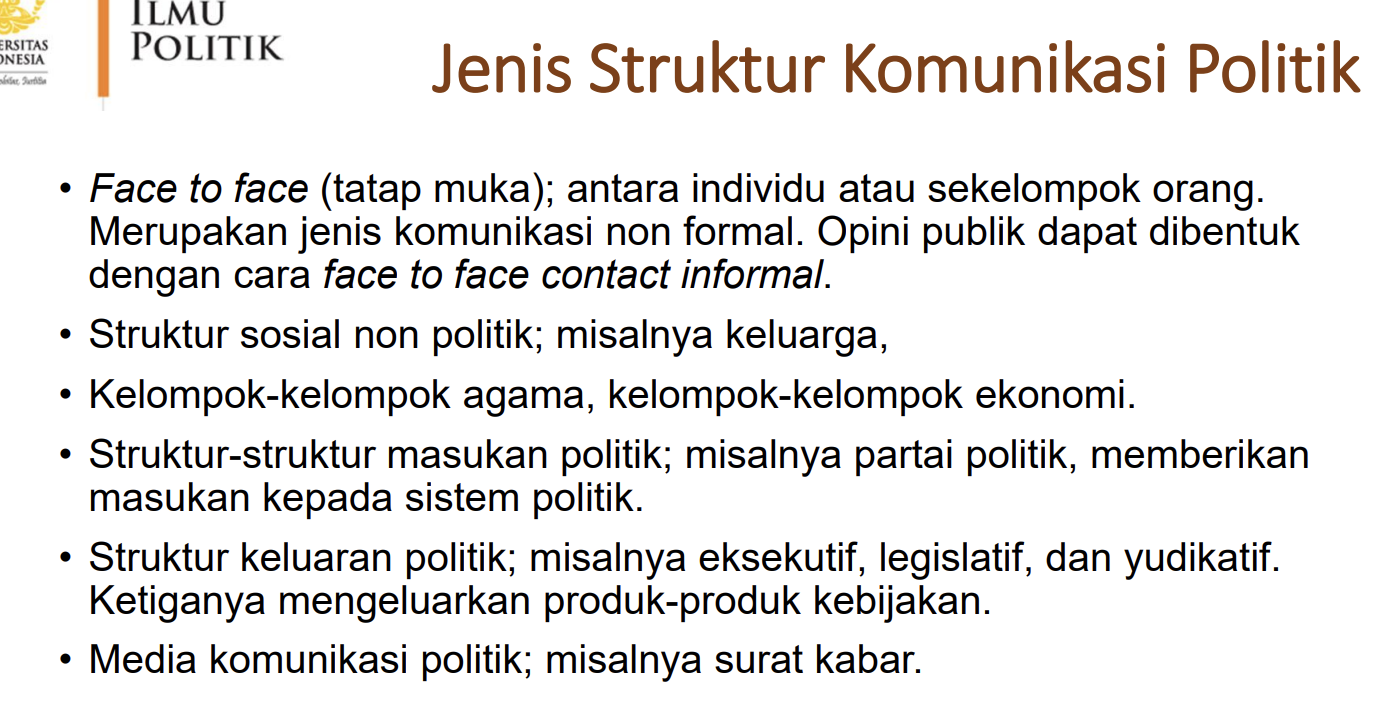 ILMU
POLITIK
ERSITAS
ONESIA
Jenis Struktur Komunikasi Politik
• Face to face (tatap muka); antara individu atau sekelompok orang.
Merupakan jenis komunikasi non formal. Opini publik dapat dibentuk
dengan cara face to face contact informal.
• Struktur sosial non politik; misalnya keluarga,
• Kelompok-kelompok agama, kelompok-kelompok ekonomi.
• Struktur-struktur masukan politik; misalnya partai politik, memberikan
masukan kepada sistem politik.
• Struktur keluaran politik; misalnya eksekutif, legislatif, dan yudikatif.
Ketiganya mengeluarkan produk-produk kebijakan.
• Media komunikasi politik; misalnya surat kabar.